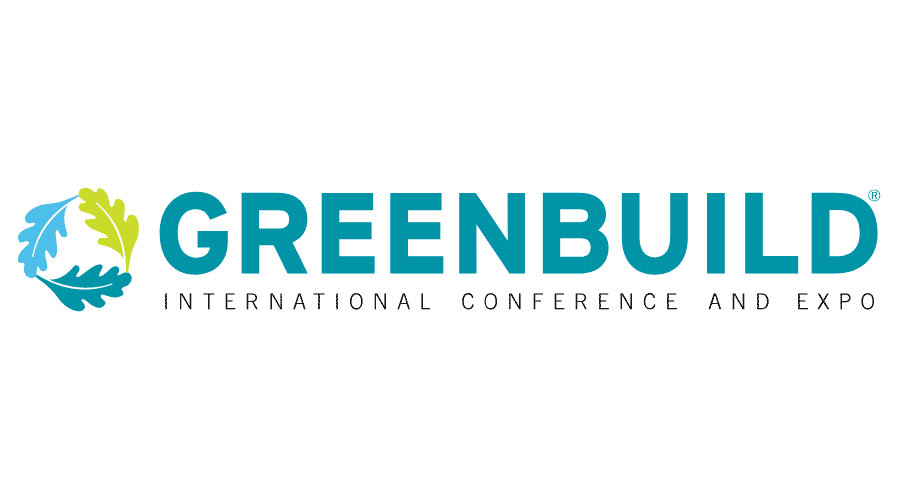 GREENBUILD®
INTERNATIONAL CONFERENCE AND EXPO